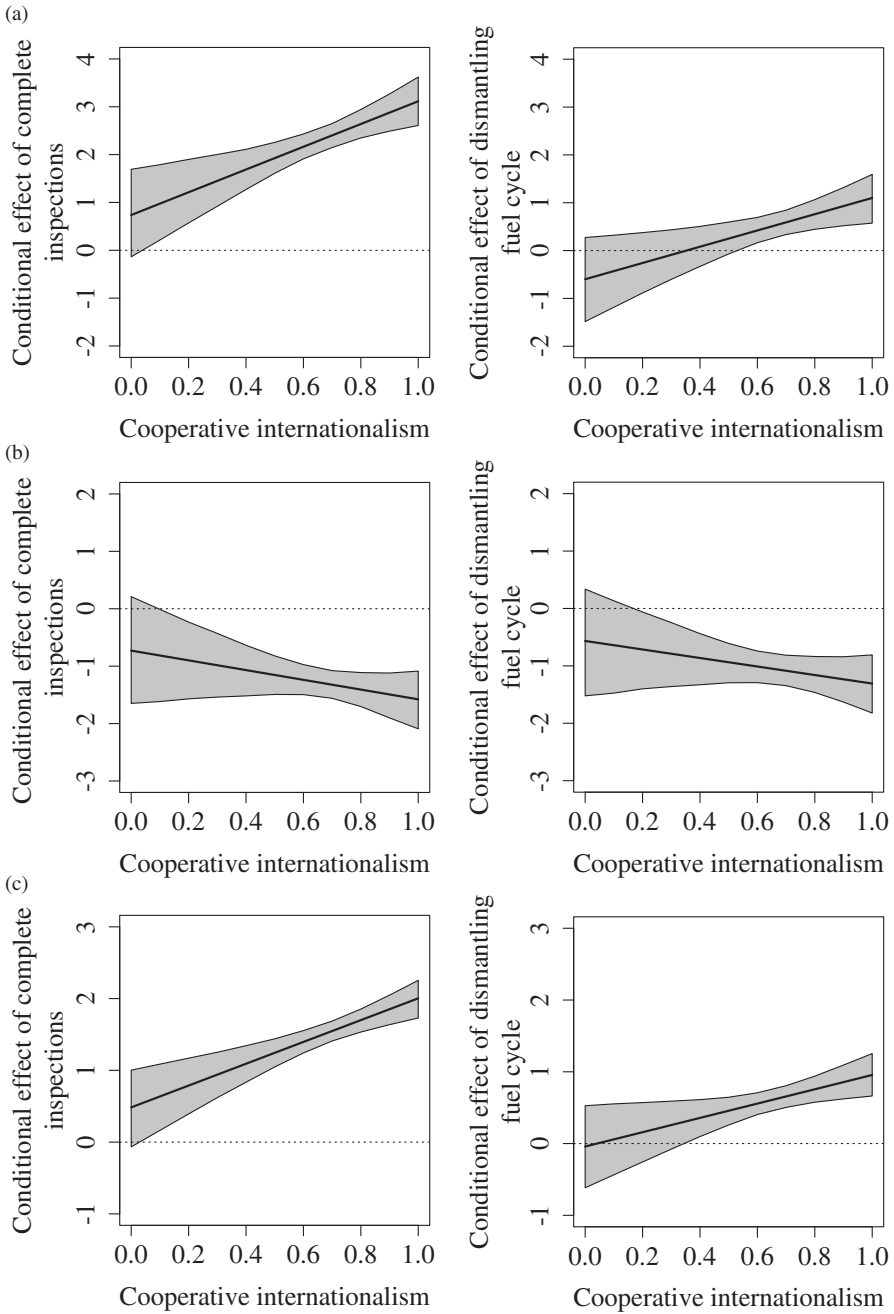 (a)
Conditional effect of complete
inspections
4
3
2
1
0
-1
-2
0.0 0.2 0.4 0.6 0.8 1.0
Cooperative internationalism
Conditional effect of dismantling
fuel cycle
4
3
2
1
0
-1
-2
0.0 0.2 0.4 0.6 0.8 1.0
Cooperative internationalism
(b)
Conditional effect of complete
inspections
2
1
0
-1
-2
-3
0.0 0.2 0.4 0.6 0.8 1.0
Cooperative internationalism
Conditional effect of dismantling
fuel cycle
2
1
0
-1
-2
-3
0.0 0.2 0.4 0.6 0.8 1.0
Cooperative internationalism
(c)
Conditional effect of complete
inspections
3
2
1
0
-1
0.0 0.2 0.4 0.6 0.8 1.0
Cooperative internationalism
Conditional effect of dismantling
fuel cycle
3
2
1
0
-1
0.0 0.2 0.4 0.6 0.8 1.0
Cooperative internationalism